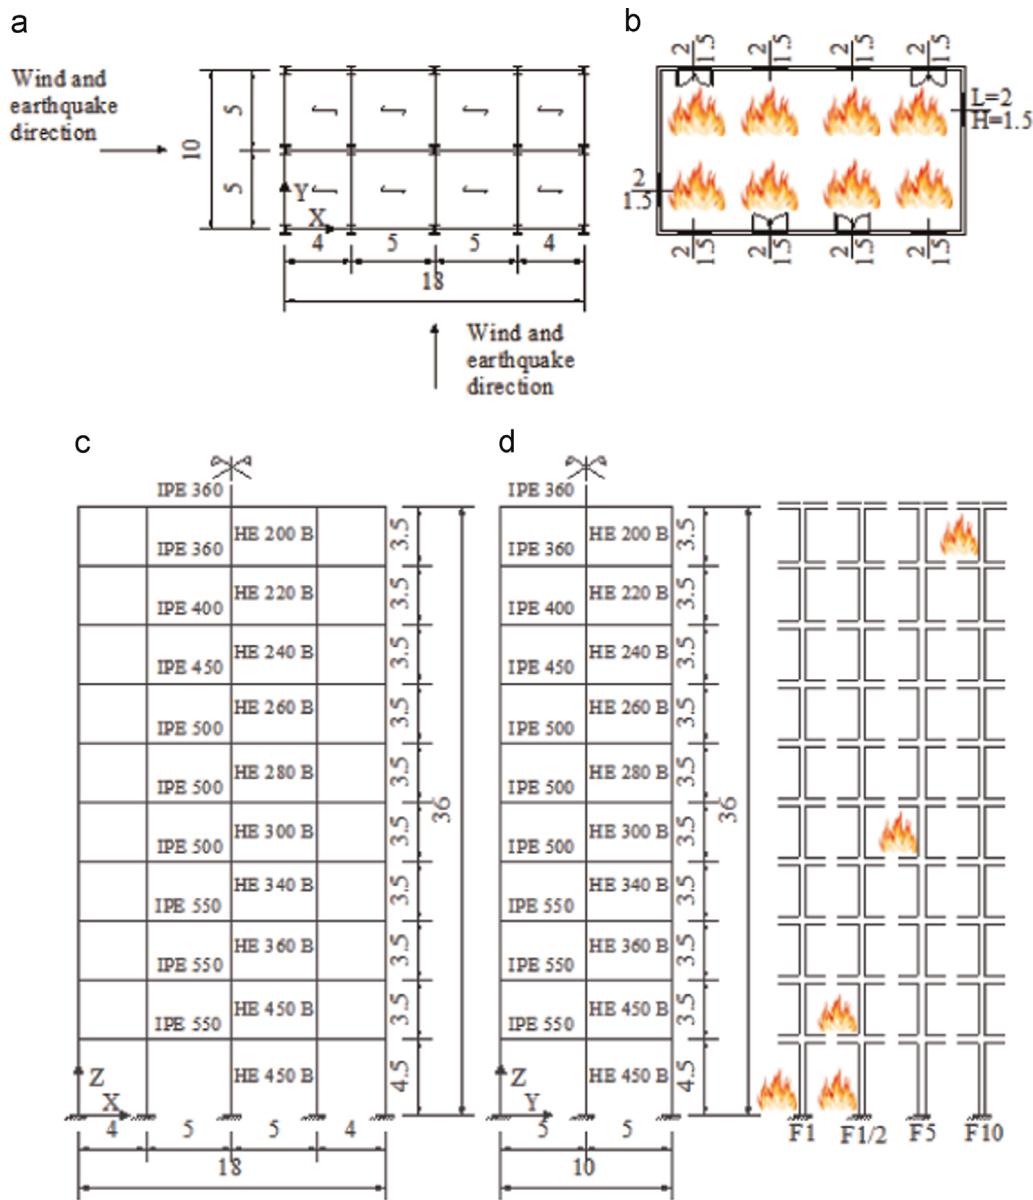 a
b
Wind and
earthquake
direction
10
5
5
Y
X
4
5
5
4
18
Wind and
earthquake
direction
2
1.5
2
1.5
2
1.5
2
1.5
L=2
H=1.5
2
1.5
2
1.5
2
1.5
2
1.5
2
1.5
c
IPE 360
IPE 360
HE 200 B
3.5
IPE 400
HE 220 B
3.5
IPE 450
HE 240 B
3.5
IPE 500
HE 260 B
3.5
IPE 500
HE 280 B
3.5
IPE 500
HE 300 B
3.5
IPE 550
HE 340 B
3.5
IPE 550
HE 360 B
3.5
IPE 550
HE 450 B
3.5
HE 450 B
4.5
36
Z
X
4
5
5
4
18
d
IPE 360
IPE 360
HE 200 B
3.5
IPE 400
HE 220 B
3.5
IPE 450
HE 240 B
3.5
IPE 500
HE 260 B
3.5
IPE 500
HE 280 B
3.5
IPE 500
HE 300 B
3.5
IPE 550
HE 340 B
3.5
IPE 550
HE 360 B
3.5
IPE 550
HE 450 B
3.5
HE 450 B
4.5
36
Z
Y
5
5
10
F1
F1/2
F5
F10